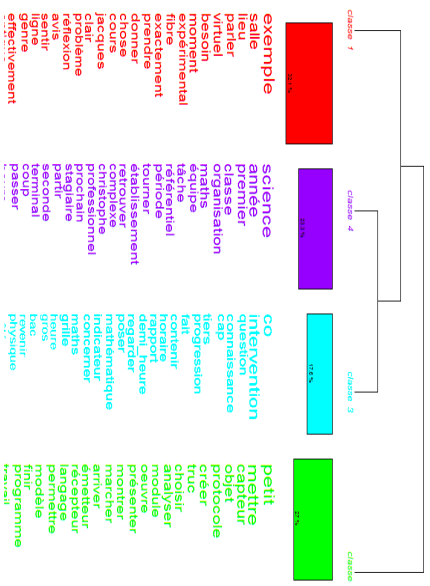 classe 1
exemple
salle
lieu
parler
virtuel
besoin
moment
expérimental
fibre
exactement
prendre
donner
chose
cours
jacques
clair
problème
réflexion
avis
sentir
ligne
genre
effectivement
classe 4
science
année
premier
classe
organisation
maths
équipe
tâche
référentiel
période
tourner
établissement
retrouver
complexe
christophe
professionnel
prochain
stagiaire
partir
seconde
terminal
coup
passer
classe 3
17.6 %
co
intervention
question
connaissance
cap
tiers
progression
fait
contenir
horaire
rapport
demi_heure
regarder
poser
mathématique
indicateur
concerner
maths
grille
heure
gros
bac
revenir
physique
classe
petit
mettre
capteur
objet
protocole
créer
truc
choisir
analyser
module
oeuvre
présenter
montrer
marcher
arriver
émetteur
récepteur
langage
permettre
modèle
finir
programme
travail